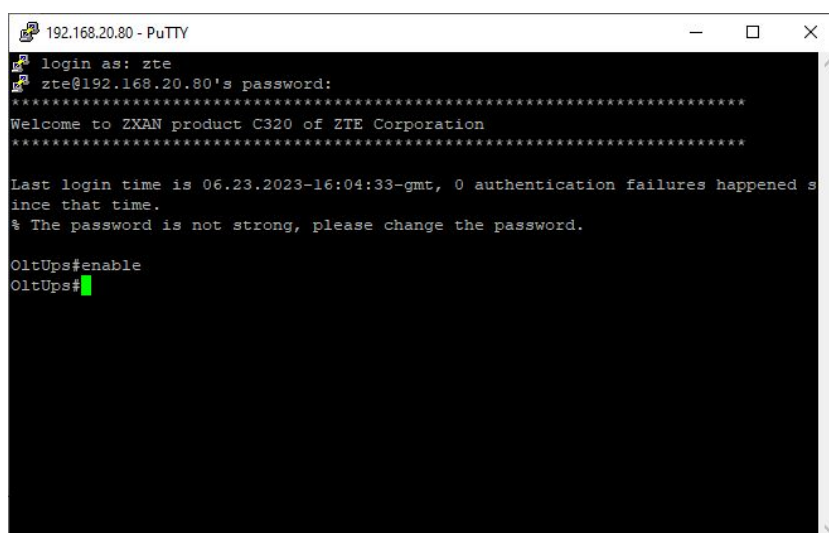 192.168.20.80 - PuTTY
login as: zte
zte@192.168.20.80's password:
*************************************************************************
Welcome to ZXAN product C320 of ZTE Corporation
*************************************************************************
Last login time is 06.23.2023-16:04:33-gmt, 0 authentication failures happened s
ince that time.
% The password is not strong, please change the password.
OltUps#enable
OltUps#